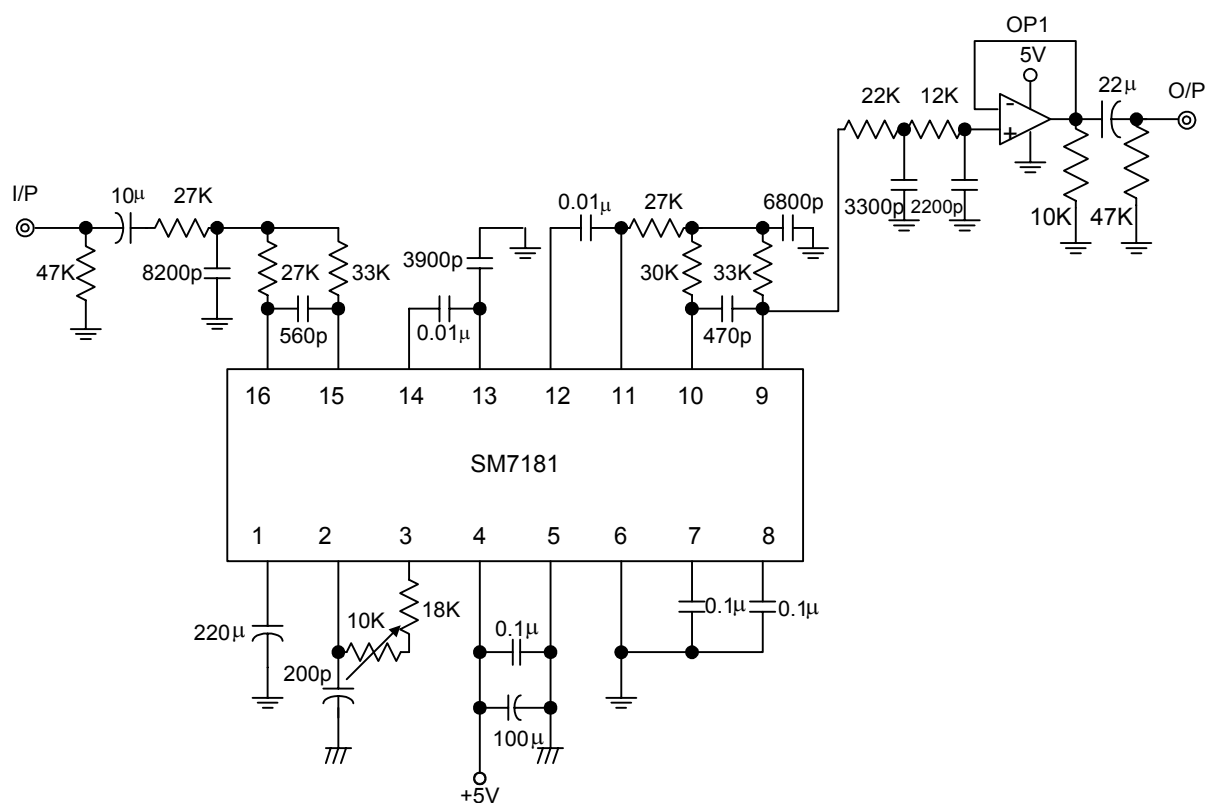 OP1
5V
22K 12K 22μ O/P
- 
+
I/P 10μ 27K 0.01μ 27K 6800p 3300p 2200p 10K 47K
47K 8200p 27K 33K 3900p 30K 33K
560p 0.01μ 470p
16 15 14 13 12 11 10 9
SM7181
1 2 3 4 5 6 7 8
220μ 10K 18K 0.1μ 0.1μ 0.1μ
200p
100μ
+5V